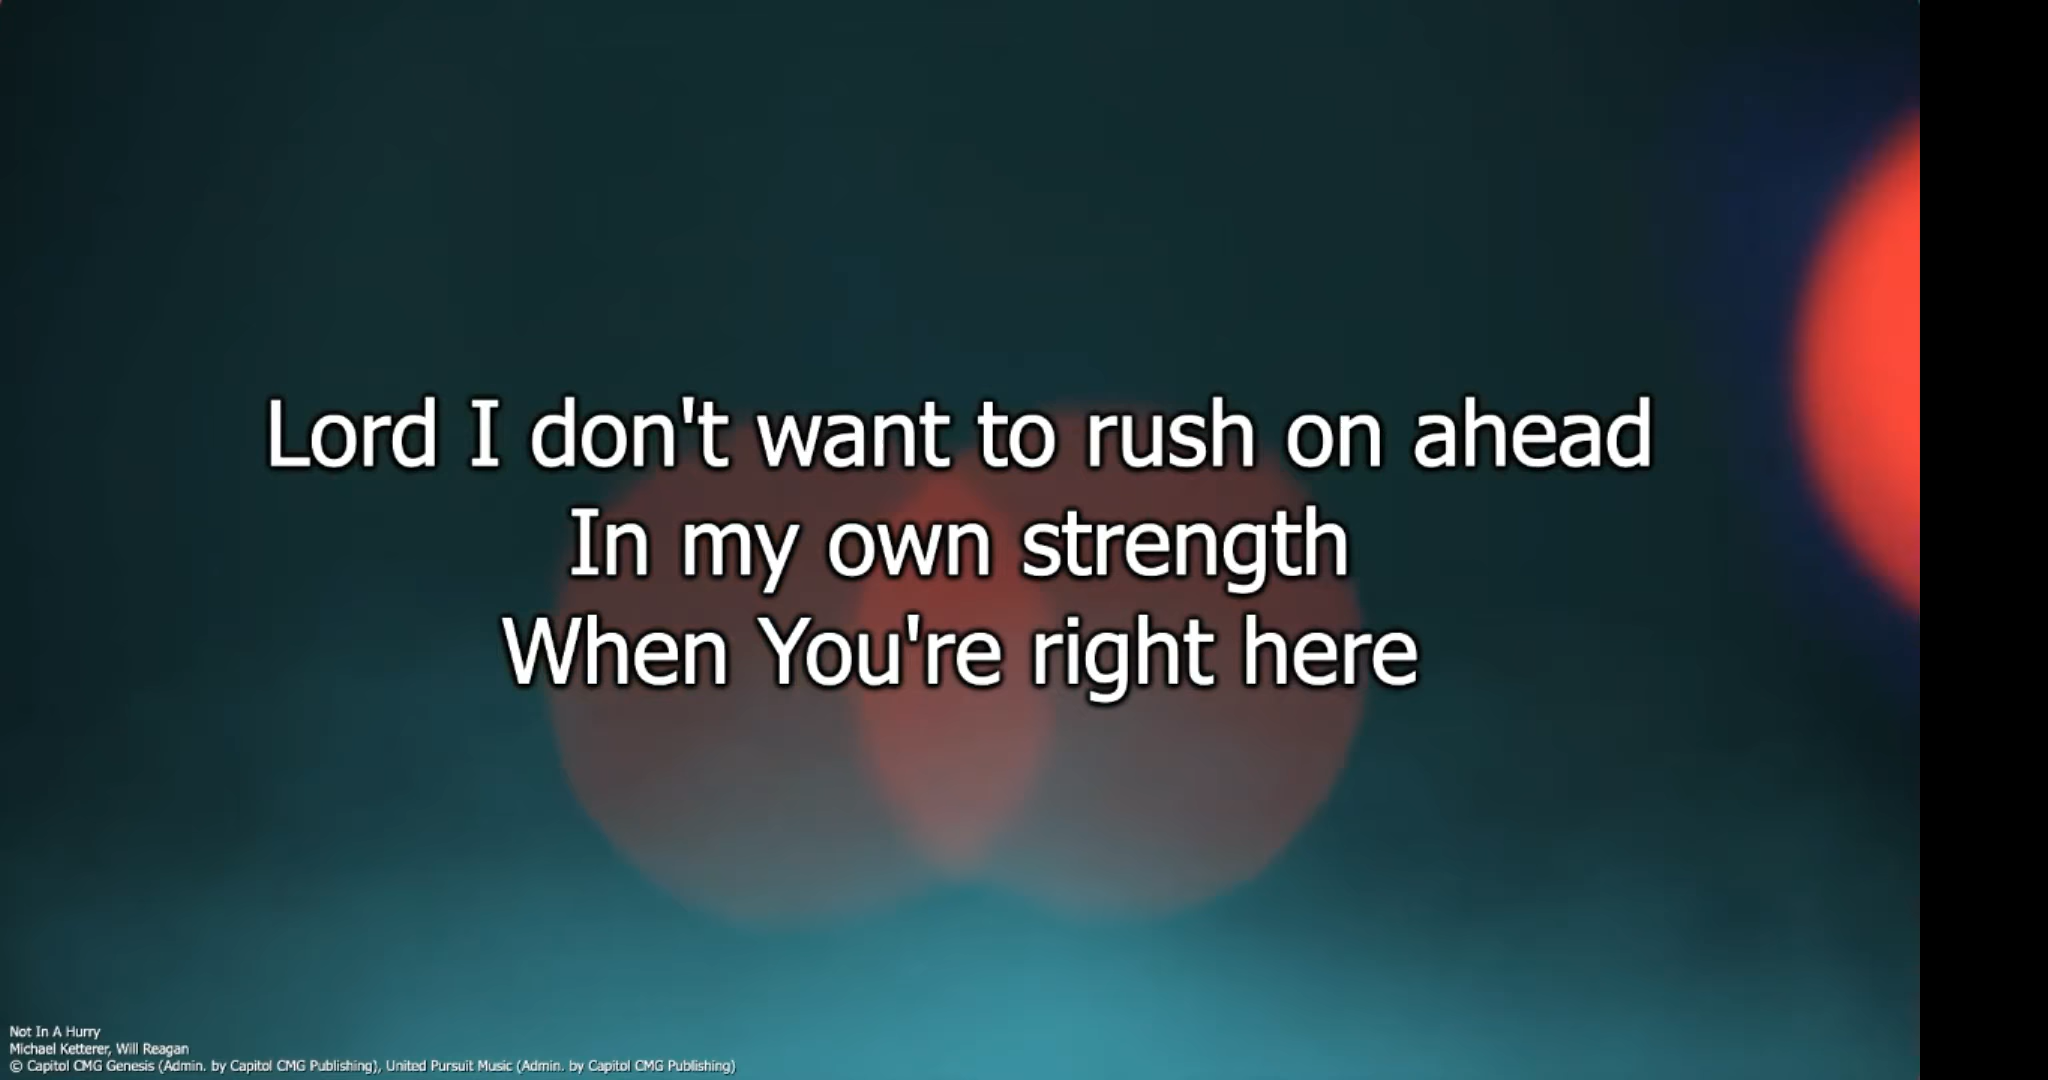 Lord I don't want to rush on ahead
In my own strength
When You're right here
Not In A Hurry
Michael Ketterer, Will Reagan
© Capitol CMG Genesis (Admin. by Capitol CMG Publishing), United Pursuit Music (Admin. by Capitol CMG Publishing)